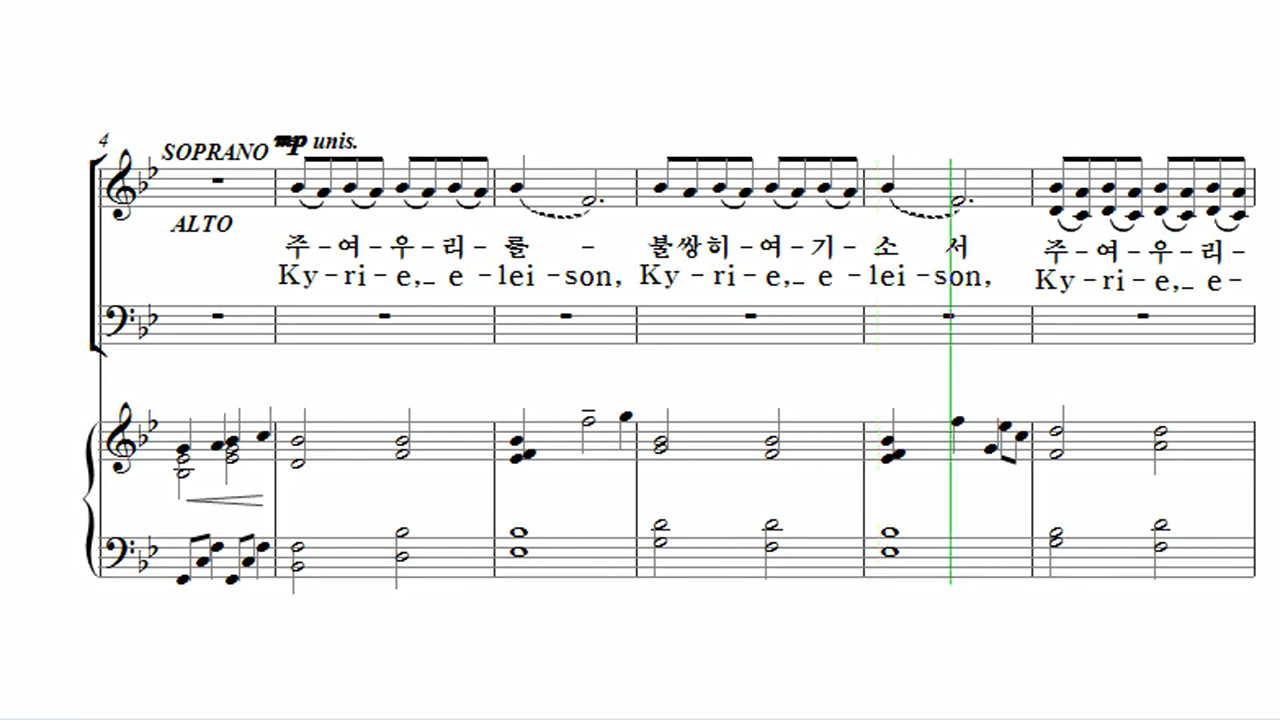 4
SOPRANO mp unis.
ALTO
주-여-우-리-를 - 불쌍히-여-기-소 서 주-여-우-리-
Ky-ri-e,_ e-lei-son, Ky-ri-e,_ e-lei-son, Ky-ri-e,_ e-